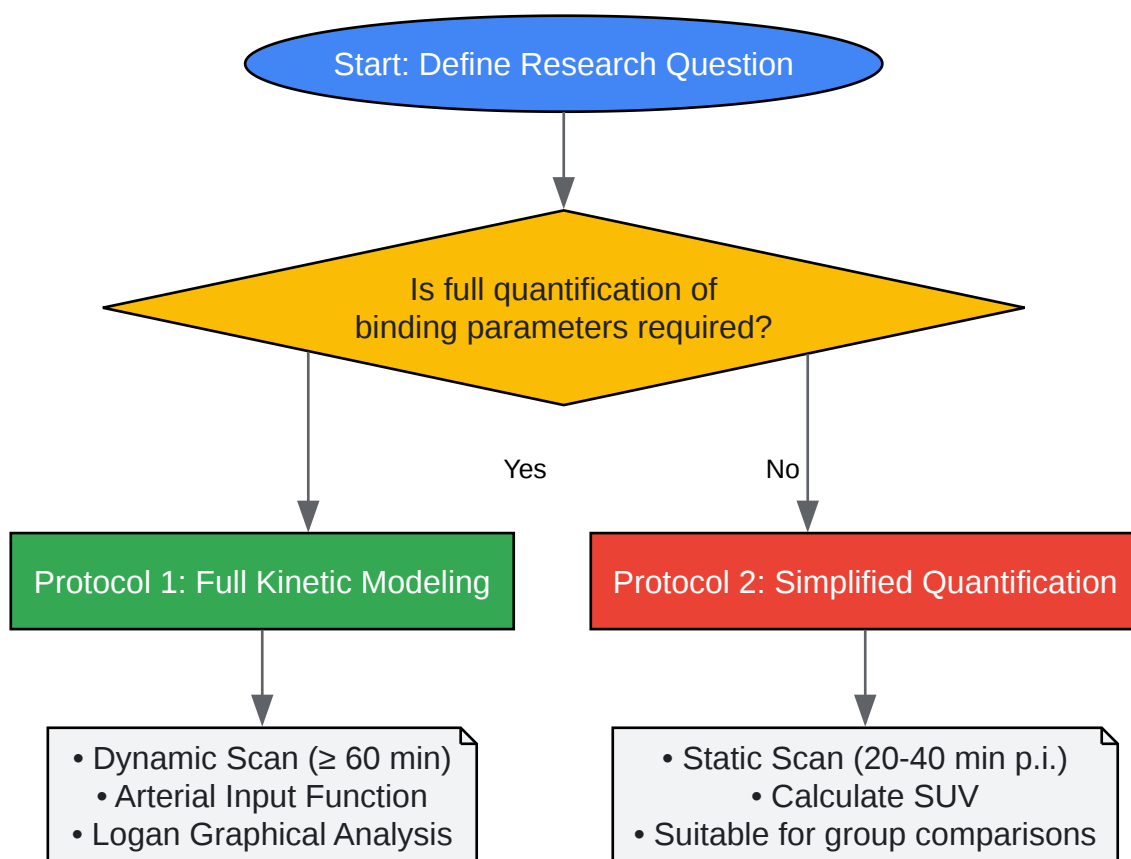 Start: Define Research Question
Is full quantification of
binding parameters required?
Yes
No
Protocol 1: Full Kinetic Modeling
Protocol 2: Simplified Quantification
• Dynamic Scan (≥ 60 min)
• Arterial Input Function
• Logan Graphical Analysis
• Static Scan (20-40 min p.i.)
• Calculate SUV
• Suitable for group comparisons